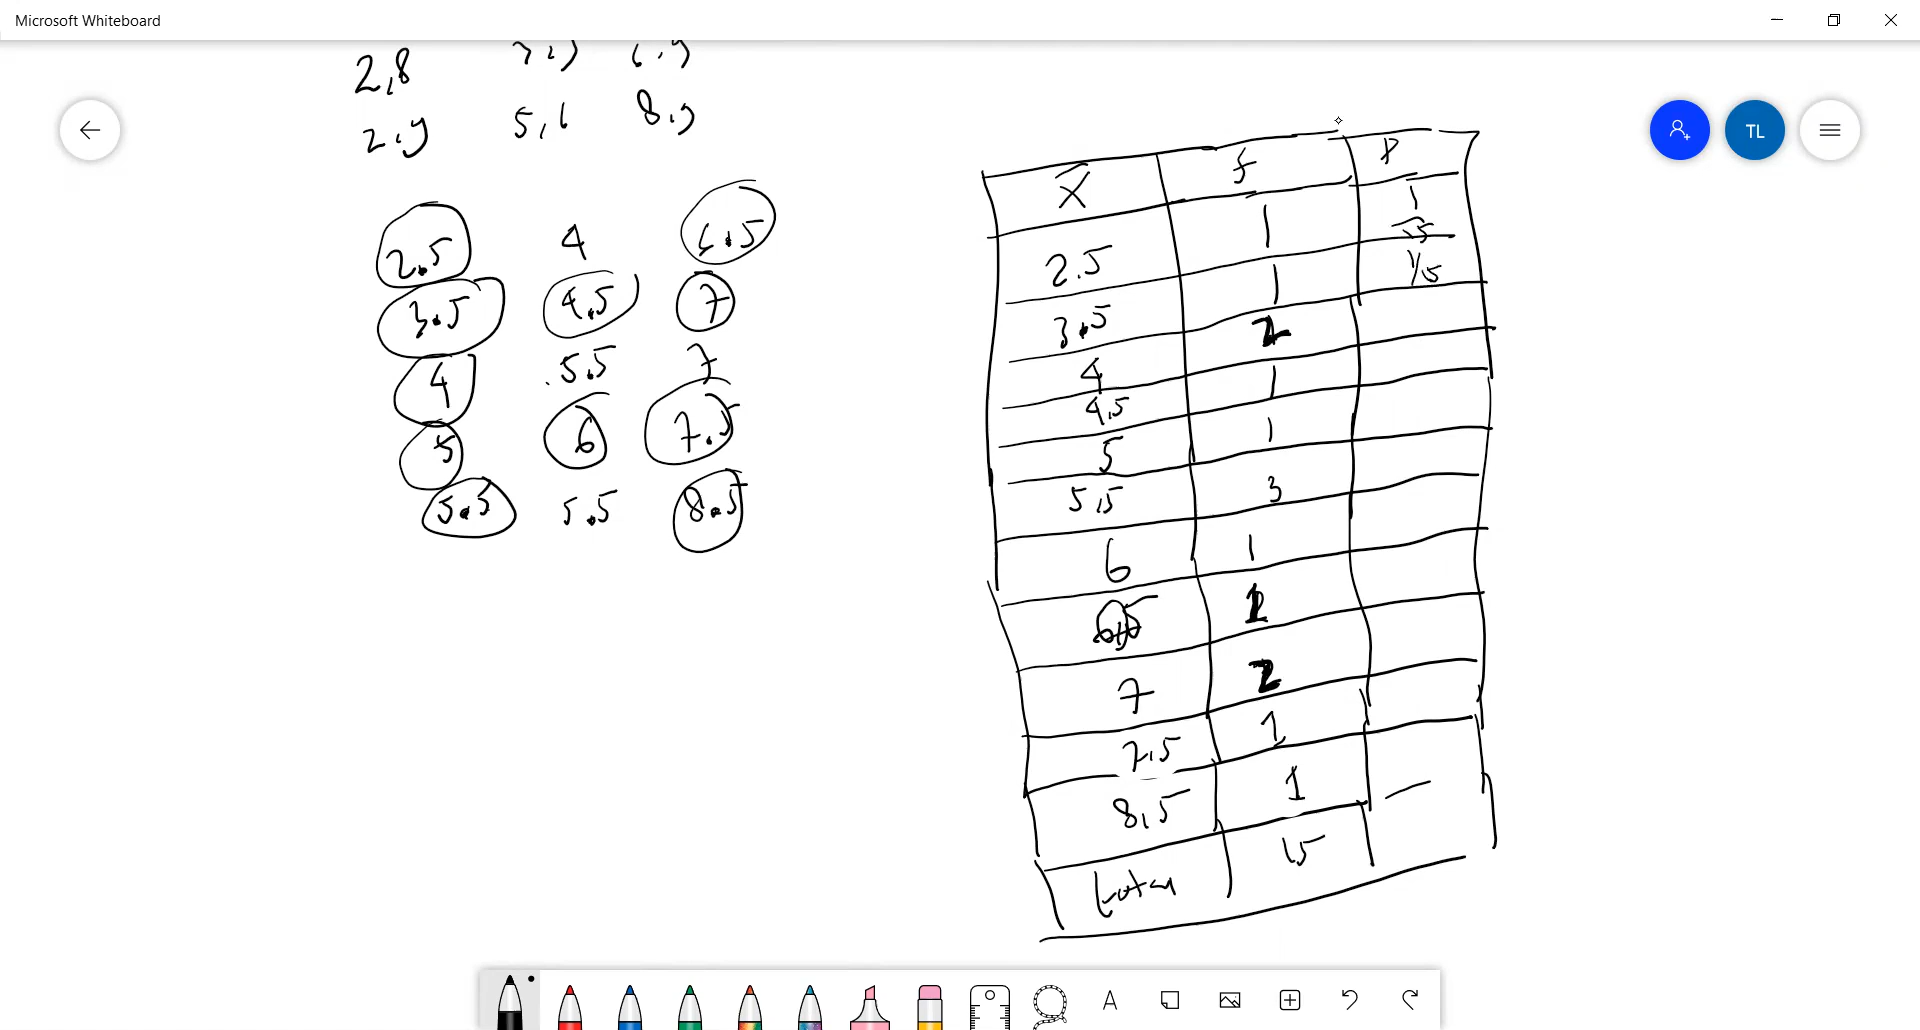 Microsoft Whiteboard
2,8
2,9 5,6 8,9
TL
2.5 4 6.5
3.5 4.5 7
4 5.5 7
5 6 7.5
5.5 5.5 8.5
X̄ f P
2.5 1 1/15
3.5 1 1/15
4 2
4.5 1
5 1
5,5 3
6 1
6,5 1
7 2
7.5 1
8,5 1
total 15
A